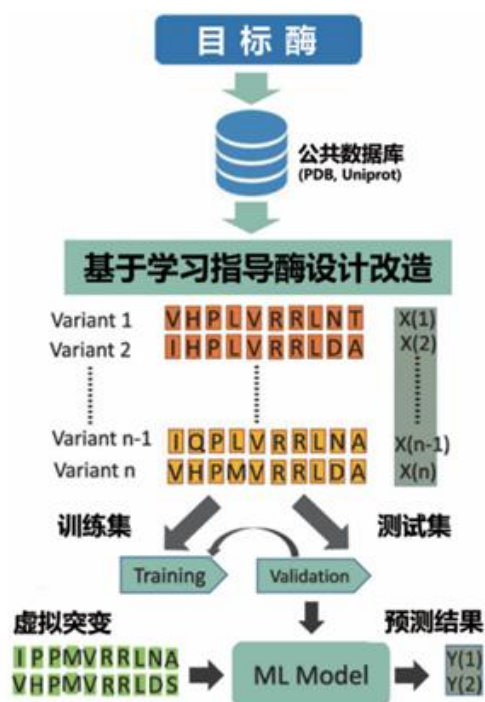 目标酶
公共数据库
(PDB, Uniprot)
基于学习指导酶设计改造
Variant 1 VHPLVRRLNT X(1)
Variant 2 IHPLVRRLDA X(2)
Variant n-1 IQPLVRRLNA X(n-1)
Variant n VHPMVRRLDA X(n)
训练集 测试集
Training Validation
虚拟突变 预测结果
IPPMVRRLNA ML Model Y(1)
VHPMVRRLDS Y(2)